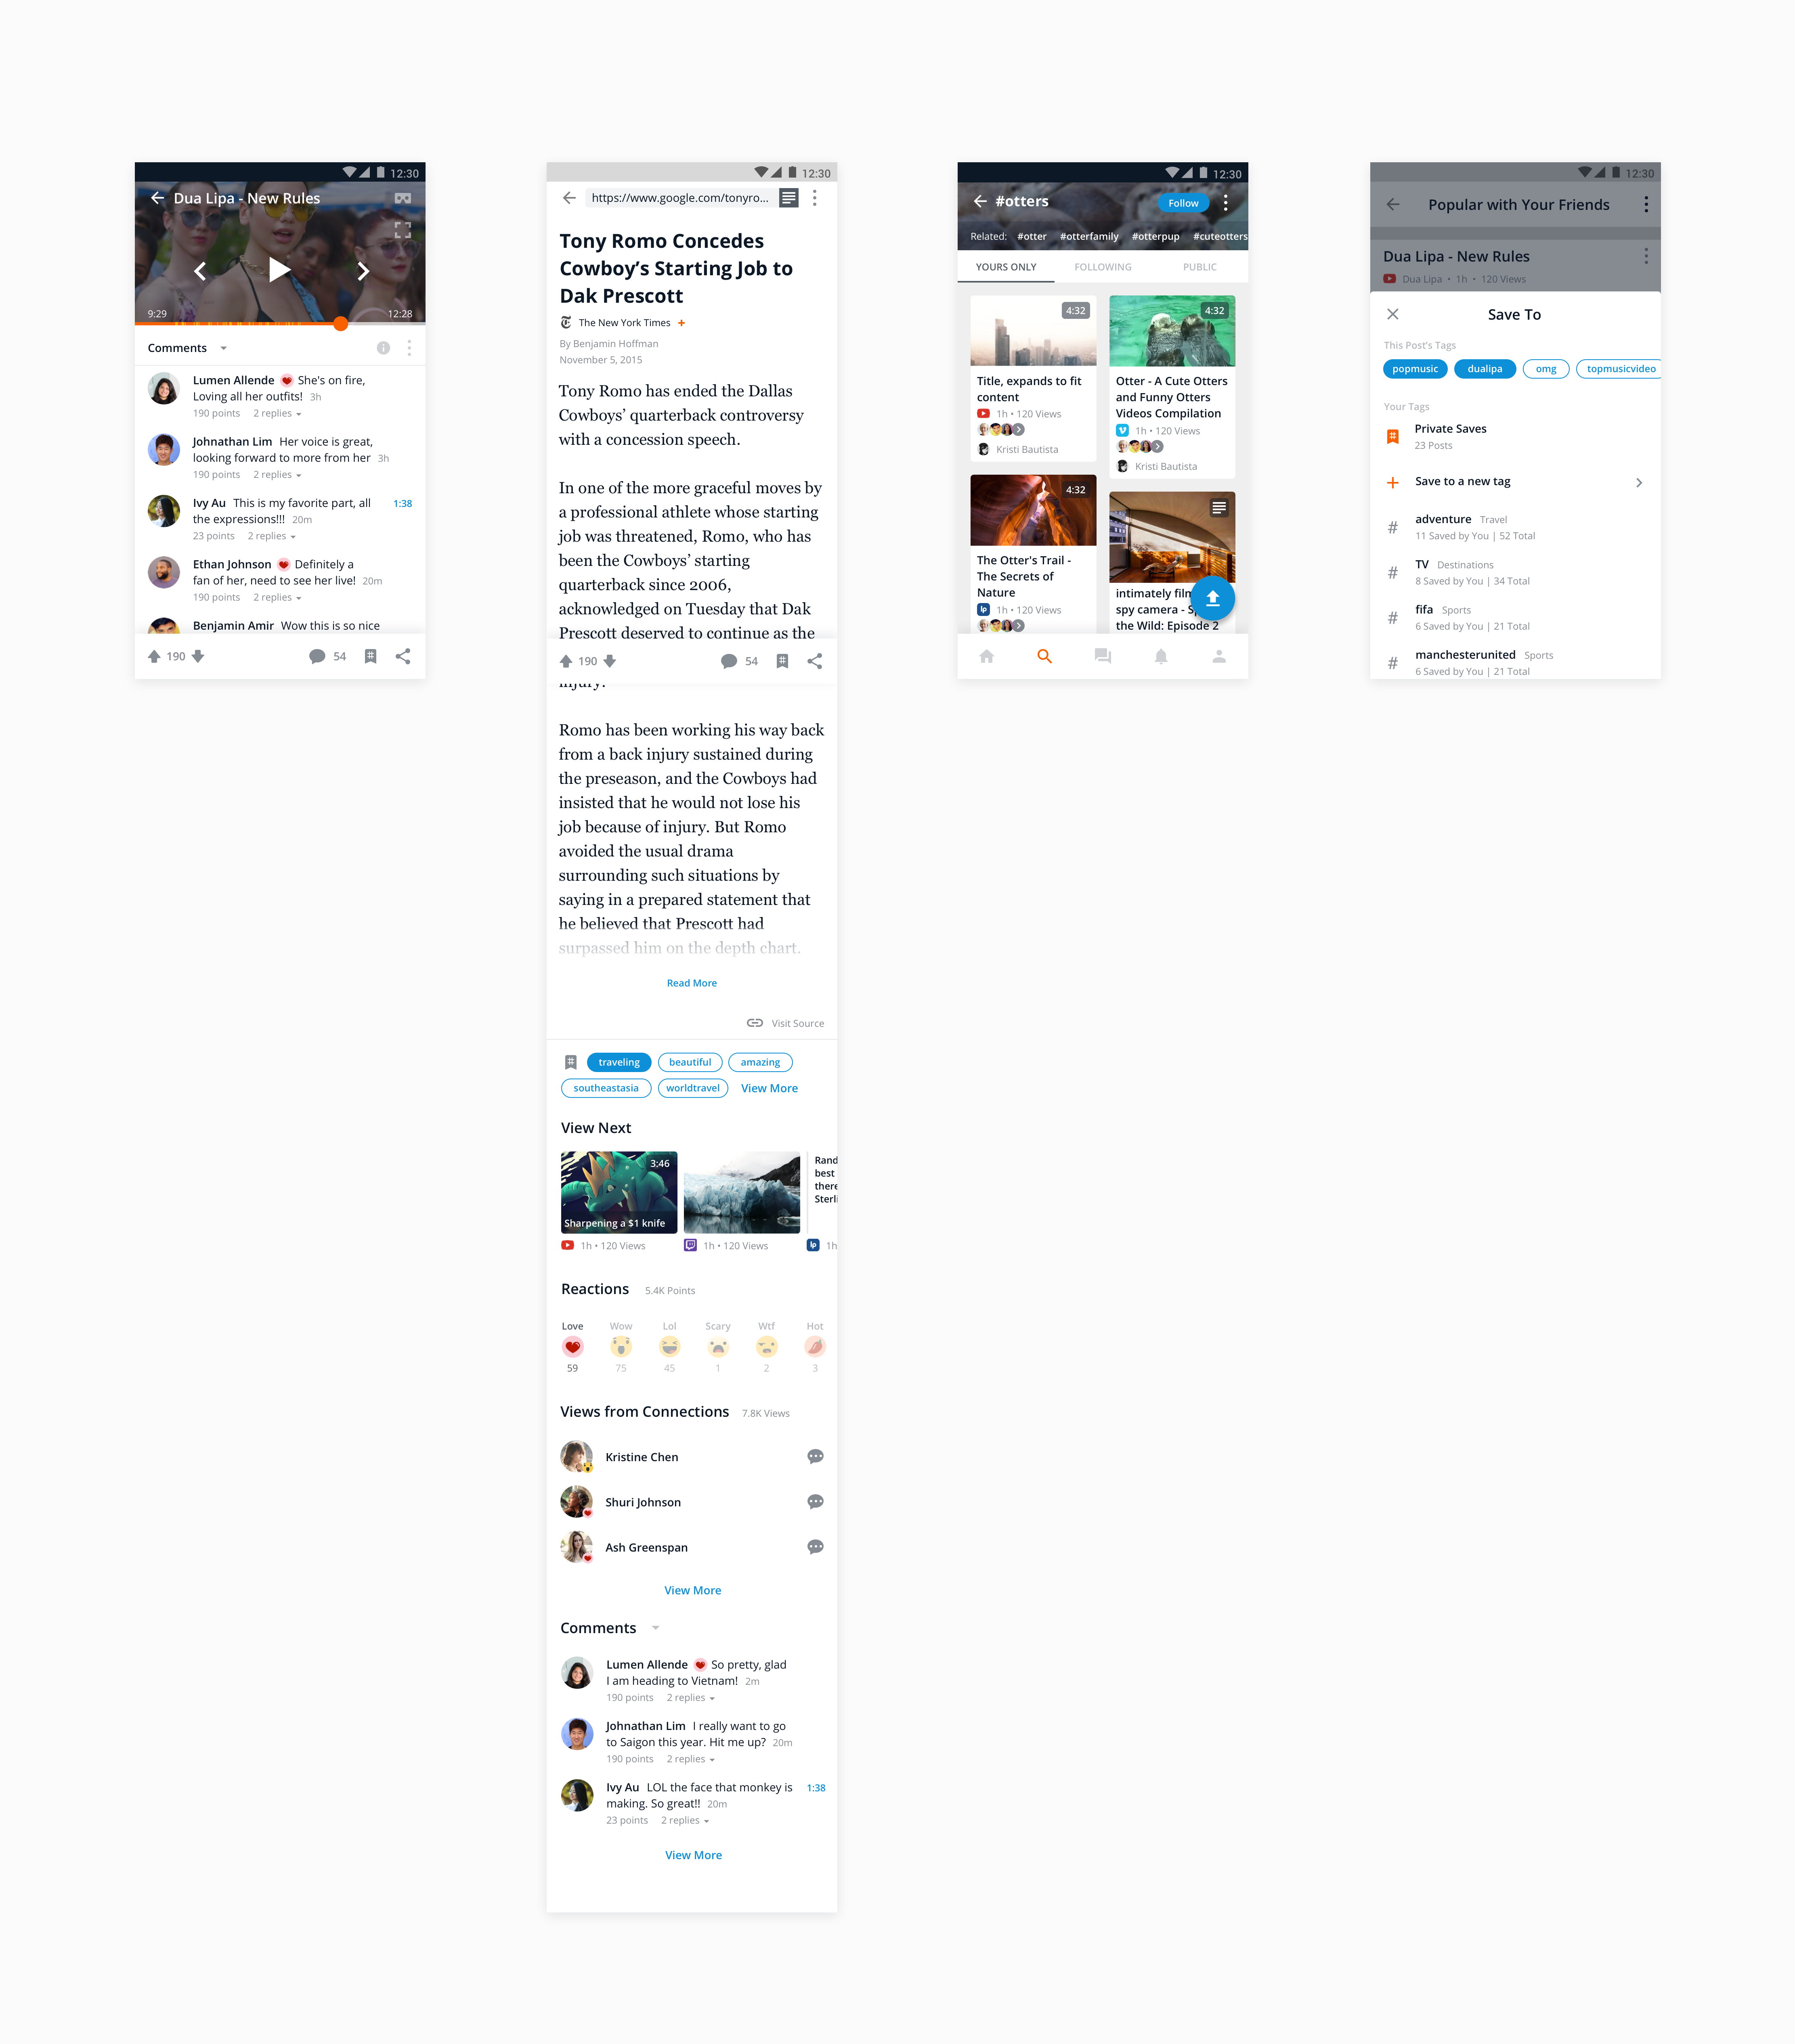 12:30
Dua Lipa - New Rules
9:29
12:28
Comments
Lumen Allende She's on fire,
Loving all her outfits! 3h
190 points 2 replies
Johnathan Lim Her voice is great,
looking forward to more from her 3h
190 points 2 replies
Ivy Au This is my favorite part, all 1:38
the expressions!!! 20m
23 points 2 replies
Ethan Johnson Definitely a
fan of her, need to see her live! 20m
190 points 2 replies
Benjamin Amir Wow this is so nice
190 54
12:30
https://www.google.com/tonyro...
Tony Romo Concedes
Cowboy’s Starting Job to
Dak Prescott
The New York Times +
By Benjamin Hoffman
November 5, 2015
Tony Romo has ended the Dallas
Cowboys’ quarterback controversy
with a concession speech.
In one of the more graceful moves by
a professional athlete whose starting
job was threatened, Romo, who has
been the Cowboys’ starting
quarterback since 2006,
acknowledged on Tuesday that Dak
Prescott deserved to continue as the
190 54
injury.
Romo has been working his way back
from a back injury sustained during
the preseason, and the Cowboys had
insisted that he would not lose his
job because of injury. But Romo
avoided the usual drama
surrounding such situations by
saying in a prepared statement that
he believed that Prescott had
surpassed him on the depth chart.
Read More
Visit Source
# traveling beautiful amazing
southeastasia worldtravel View More
View Next
3:46
Sharpening a $1 knife
1h • 120 Views
1h • 120 Views
Rand
best
there
Sterli
lp 1h
Reactions 5.4K Points
Love Wow Lol Scary Wtf Hot
59 75 45 1 2 3
Views from Connections 7.8K Views
Kristine Chen
Shuri Johnson
Ash Greenspan
View More
Comments
Lumen Allende So pretty, glad
I am heading to Vietnam! 2m
190 points 2 replies
Johnathan Lim I really want to go
to Saigon this year. Hit me up? 20m
190 points 2 replies
Ivy Au LOL the face that monkey is 1:38
making. So great!! 20m
23 points 2 replies
View More
12:30
#otters Follow
Related: #otter #otterfamily #otterpup #cuteotters
YOURS ONLY FOLLOWING PUBLIC
4:32
Title, expands to fit
content
1h • 120 Views
Kristi Bautista
4:32
Otter - A Cute Otters
and Funny Otters
Videos Compilation
1h • 120 Views
Kristi Bautista
4:32
The Otter's Trail -
The Secrets of
Nature
lp 1h • 120 Views
intimately film
spy camera - Sp
the Wild: Episode 2
12:30
Popular with Your Friends
Dua Lipa - New Rules
Dua Lipa • 1h • 120 Views
Save To
This Post's Tags
popmusic dualipa omg topmusicvideo
Your Tags
Private Saves
23 Posts
+ Save to a new tag
# adventure Travel
11 Saved by You | 52 Total
# TV Destinations
8 Saved by You | 34 Total
# fifa Sports
6 Saved by You | 21 Total
# manchesterunited Sports
6 Saved by You | 21 Total